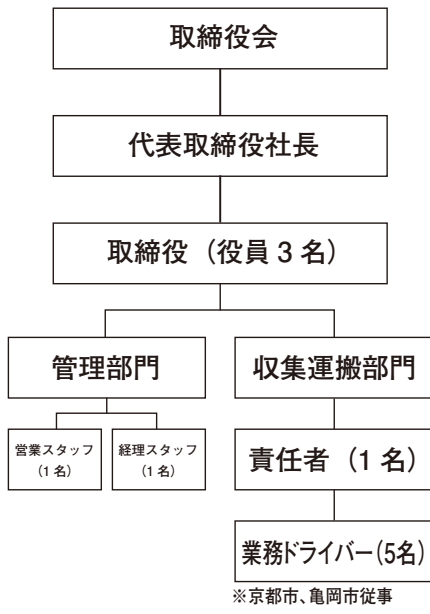 取締役会
代表取締役社長
取締役（役員 3 名）
管理部門
収集運搬部門
営業スタッフ
(1 名)
経理スタッフ
(1 名)
責任者（1 名）
業務ドライバー(5名)
※京都市、亀岡市従事